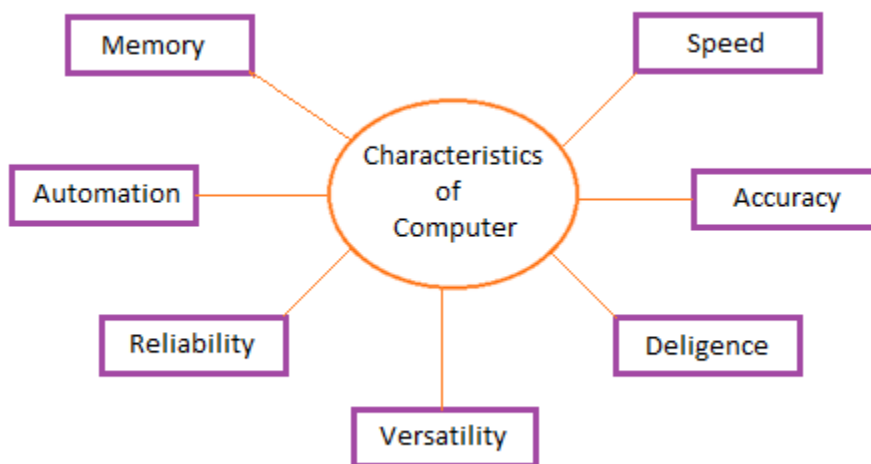 Memory
Speed
Characteristics
of
Computer
Automation
Accuracy
Reliability
Deligence
Versatility